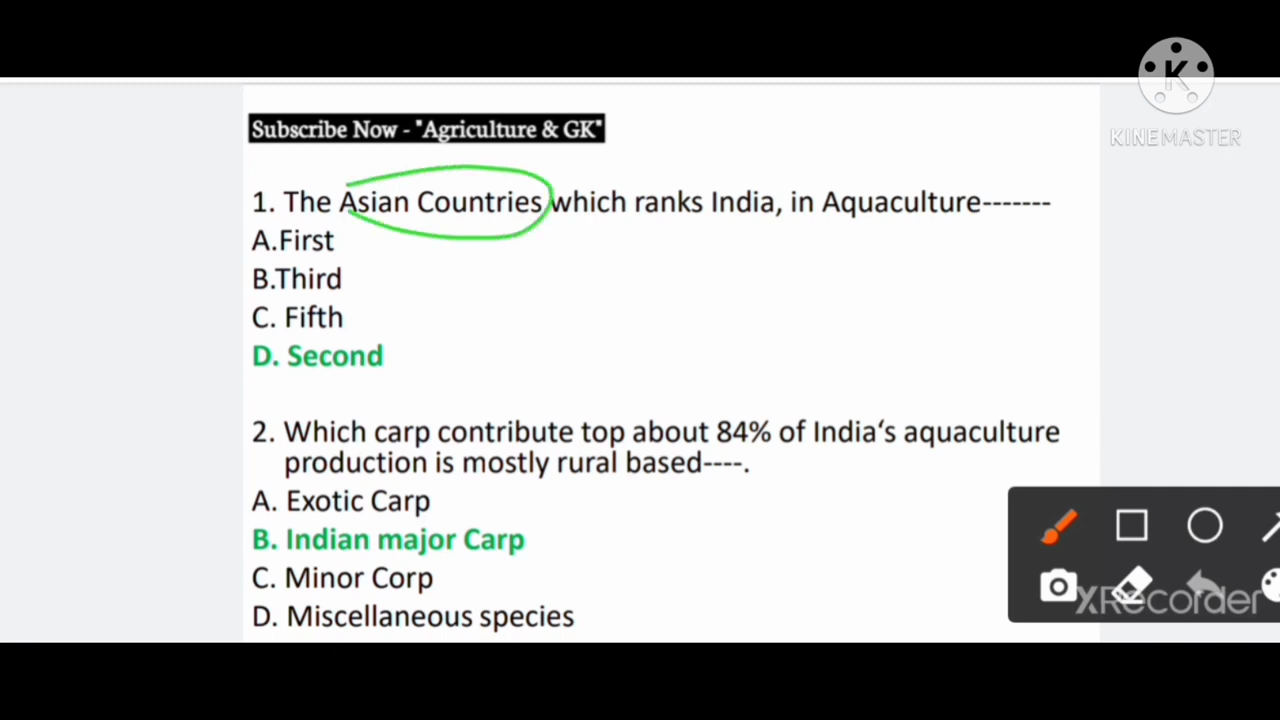 K
KINEMASTER
Subscribe Now - "Agriculture & GK"
1. The Asian Countries which ranks India, in Aquaculture-------
A.First
B.Third
C. Fifth
D. Second
2. Which carp contribute top about 84% of India‘s aquaculture
production is mostly rural based----.
A. Exotic Carp
B. Indian major Carp
C. Minor Corp
D. Miscellaneous species
XRecorder